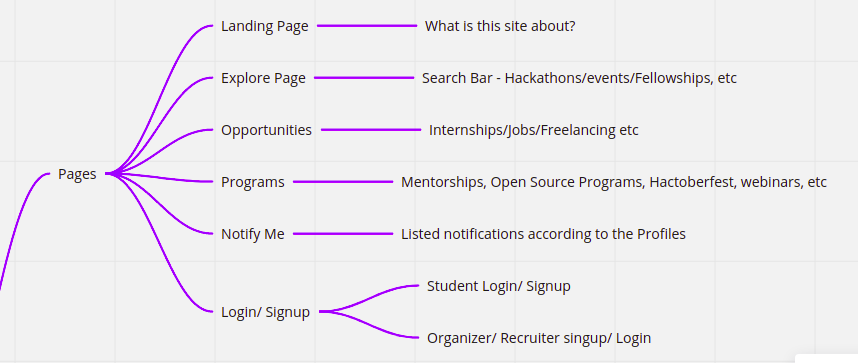 Landing Page
What is this site about?
Explore Page
Search Bar - Hackathons/events/Fellowships, etc
Opportunities
Internships/Jobs/Freelancing etc
Pages
Programs
Mentorships, Open Source Programs, Hactoberfest, webinars, etc
Notify Me
Listed notifications according to the Profiles
Login/ Signup
Student Login/ Signup
Organizer/ Recruiter singup/ Login